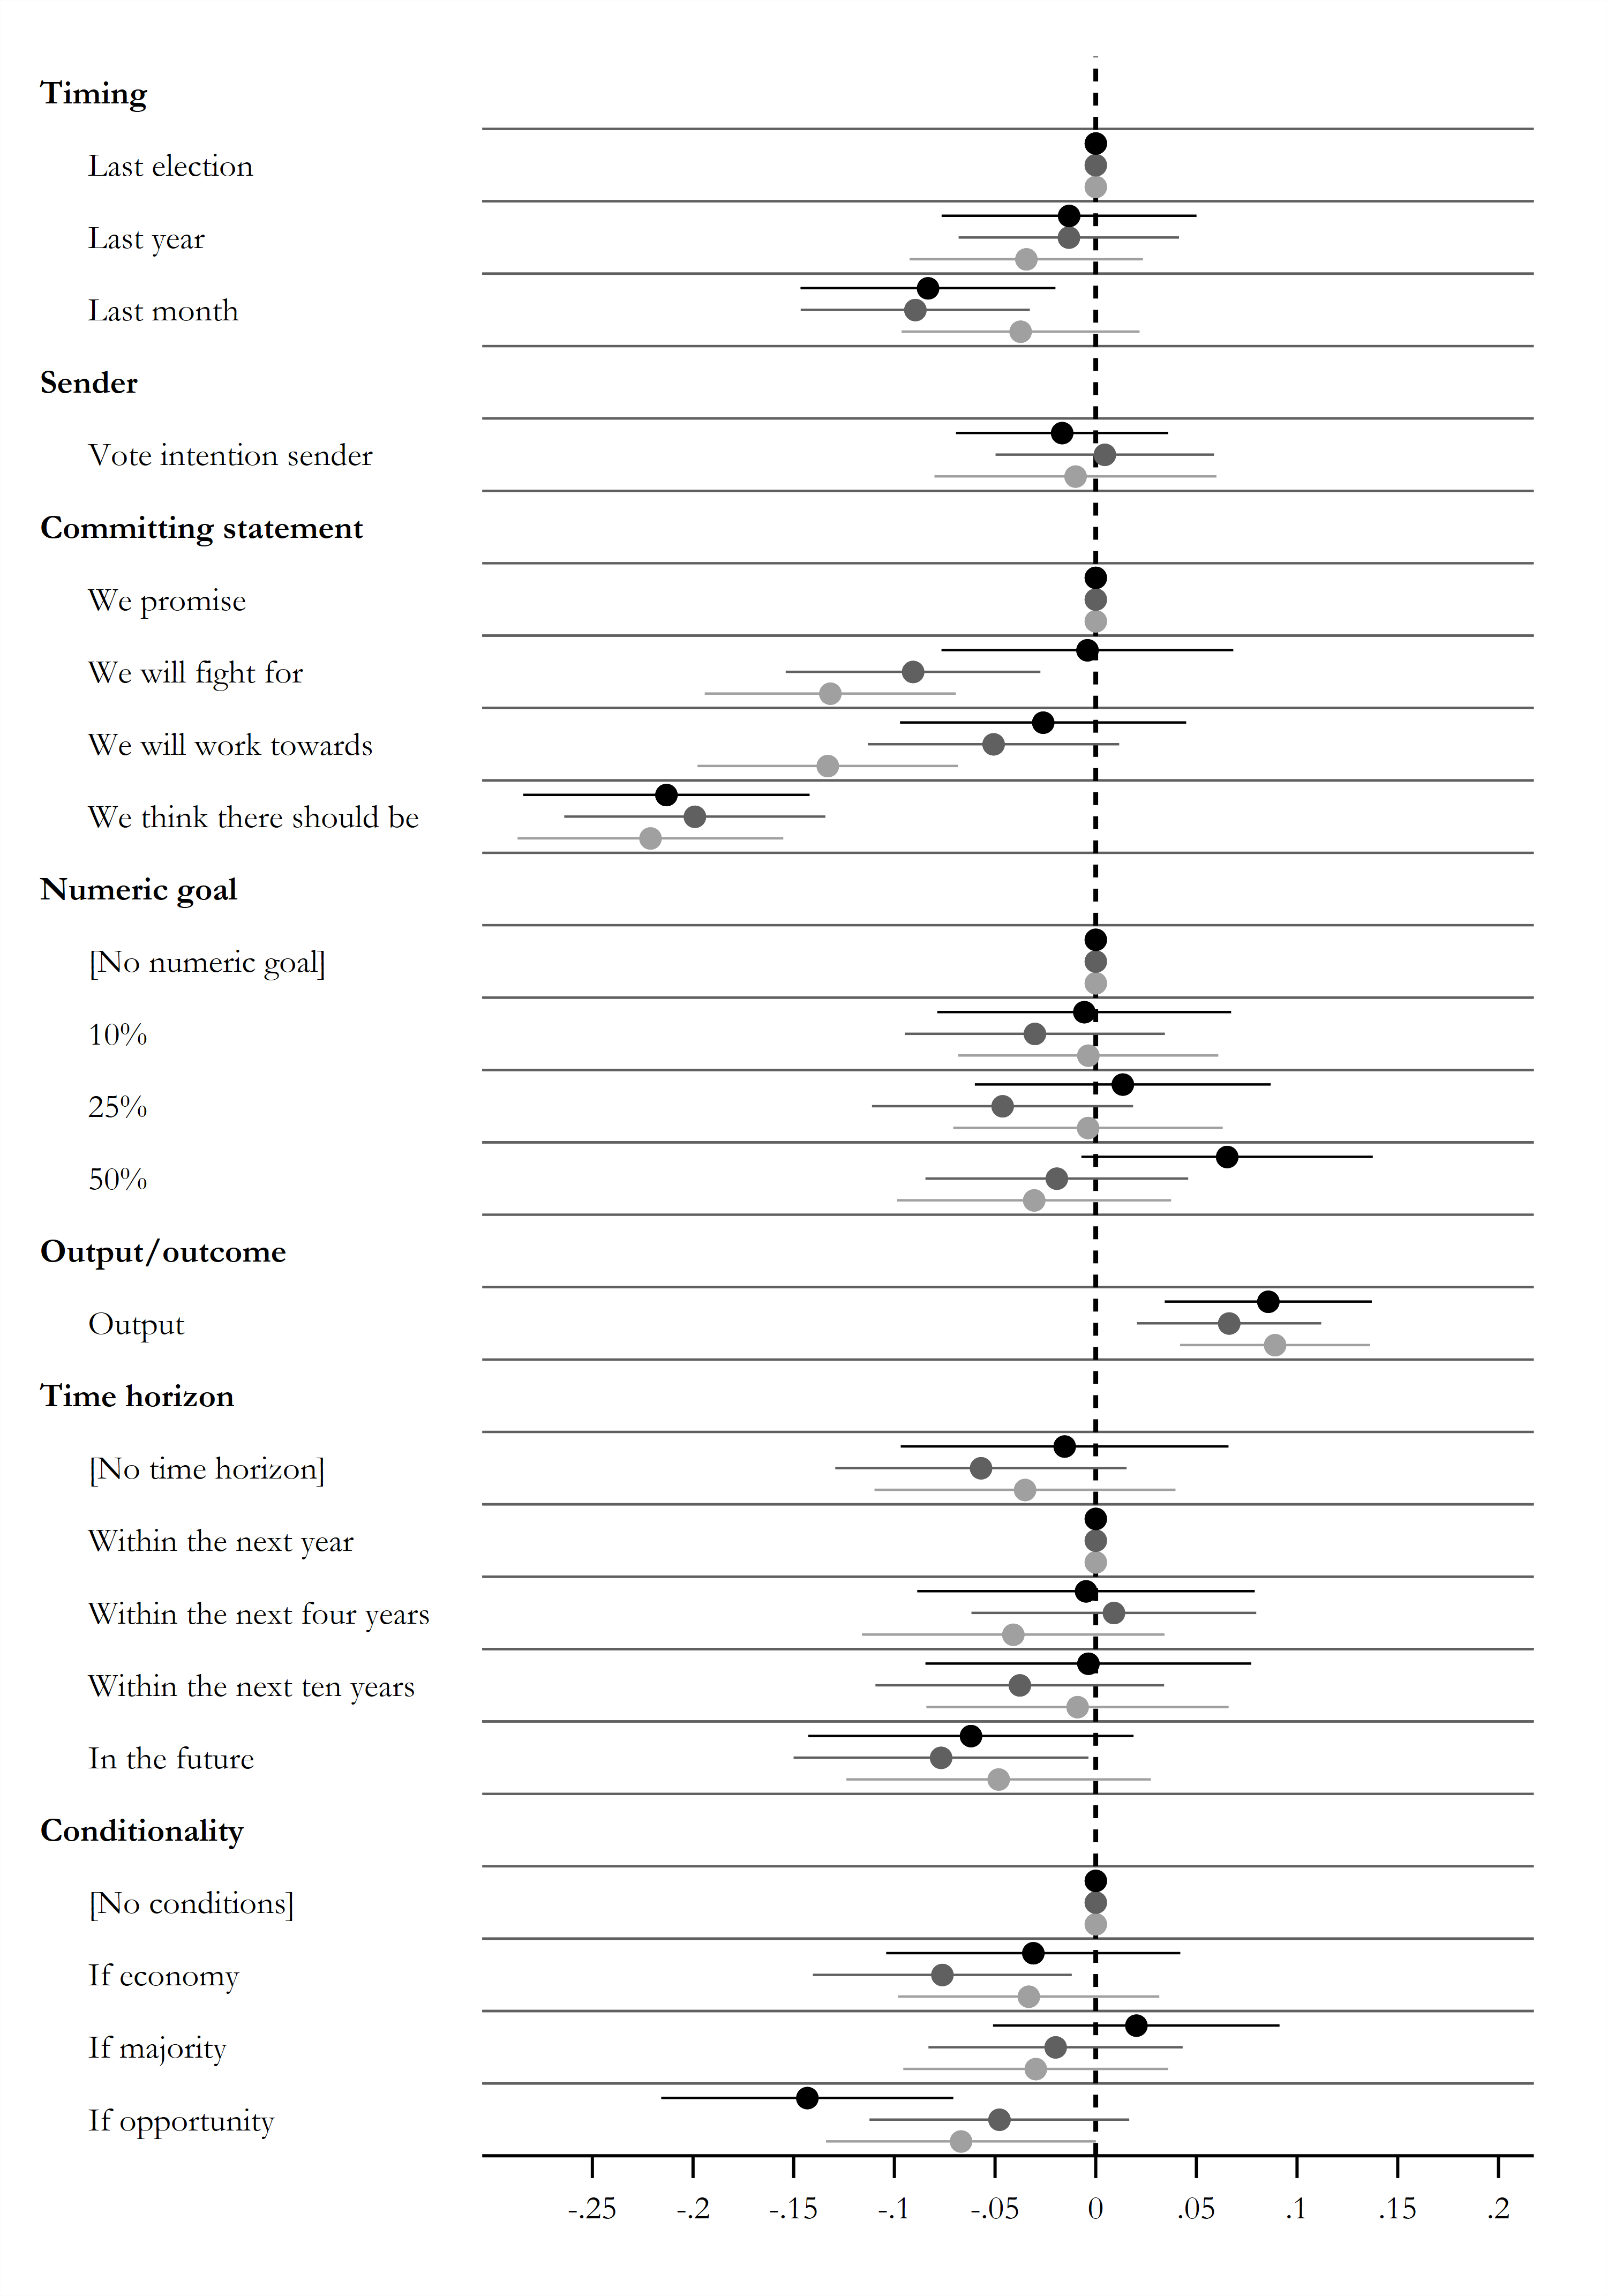 Timing
Last election
Last year
Last month
Sender
Vote intention sender
Committing statement
We promise
We will fight for
We will work towards
We think there should be
Numeric goal
[No numeric goal]
10%
25%
50%
Output/outcome
Output
Time horizon
[No time horizon]
Within the next year
Within the next four years
Within the next ten years
In the future
Conditionality
[No conditions]
If economy
If majority
If opportunity
-.25 -.2 -.15 -.1 -.05 0 .05 .1 .15 .2